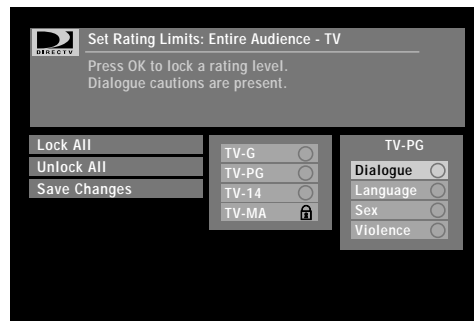 DIRECTV
Set Rating Limits: Entire Audience - TV
Press OK to lock a rating level.
Dialogue cautions are present.
Lock All
Unlock All
Save Changes
TV-G
TV-PG
TV-14
TV-MA
TV-PG
Dialogue
Language
Sex
Violence